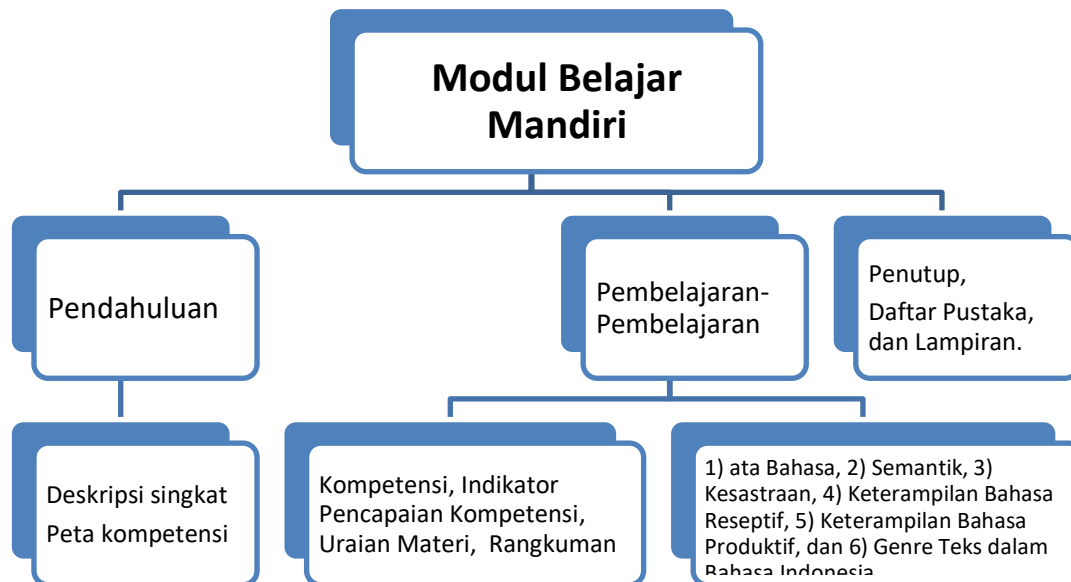 Modul Belajar
Mandiri
Pendahuluan
Pembelajaran-
Pembelajaran
Penutup,
Daftar Pustaka,
dan Lampiran.
Deskripsi singkat
Peta kompetensi
Kompetensi, Indikator
Pencapaian Kompetensi,
Uraian Materi, Rangkuman
1) ata Bahasa, 2) Semantik, 3)
Kesastraan, 4) Keterampilan Bahasa
Reseptif, 5) Keterampilan Bahasa
Produktif, dan 6) Genre Teks dalam
Bahasa Indonesia